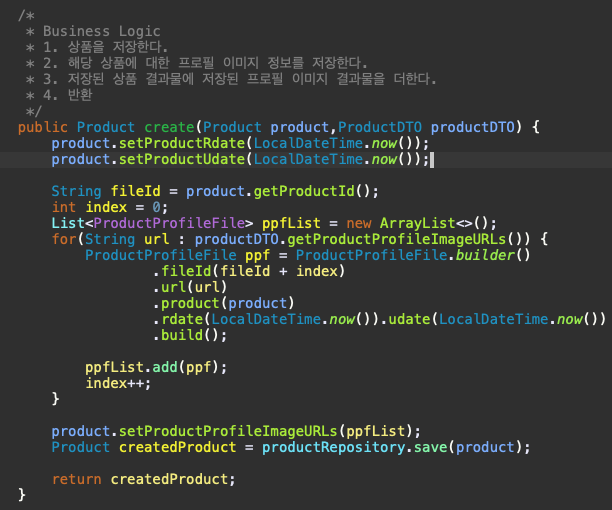 /*
 * Business Logic
 * 1. 상품을 저장한다.
 * 2. 해당 상품에 대한 프로필 이미지 정보를 저장한다.
 * 3. 저장된 상품 결과물에 저장된 프로필 이미지 결과물을 더한다.
 * 4. 반환
 */
public Product create(Product product,ProductDTO productDTO) {
    product.setProductRdate(LocalDateTime.now());
    product.setProductUdate(LocalDateTime.now());

    String fileId = product.getProductId();
    int index = 0;
    List<ProductProfileFile> ppfList = new ArrayList<>();
    for(String url : productDTO.getProductProfileImageURLs()) {
        ProductProfileFile ppf = ProductProfileFile.builder()
                .fileId(fileId + index)
                .url(url)
                .product(product)
                .rdate(LocalDateTime.now()).udate(LocalDateTime.now())
                .build();

        ppfList.add(ppf);
        index++;
    }

    product.setProductProfileImageURLs(ppfList);
    Product createdProduct = productRepository.save(product);

    return createdProduct;
}